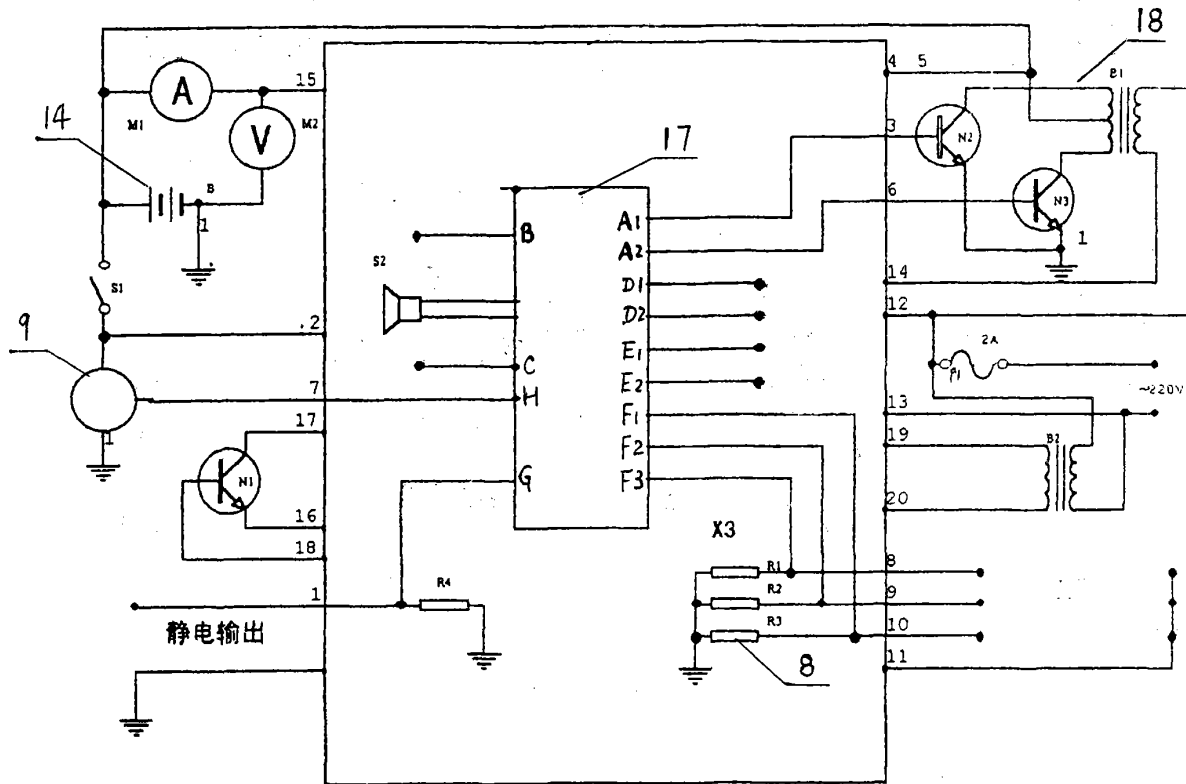 18
4 5
B1
15
A
M1
M2
14
V
3
N2
17
B
1
6
N3
A1
1
B
A2
S2
14
D1
S1
12
D2
.2
2A
9
E1
C
E2
~220V
7
H
13
F1
1
17
19
B2
F2
N1
G
F3
20
16
X3
18
R1
8
1
R4
R2
9
静电输出
R3
10
8
11